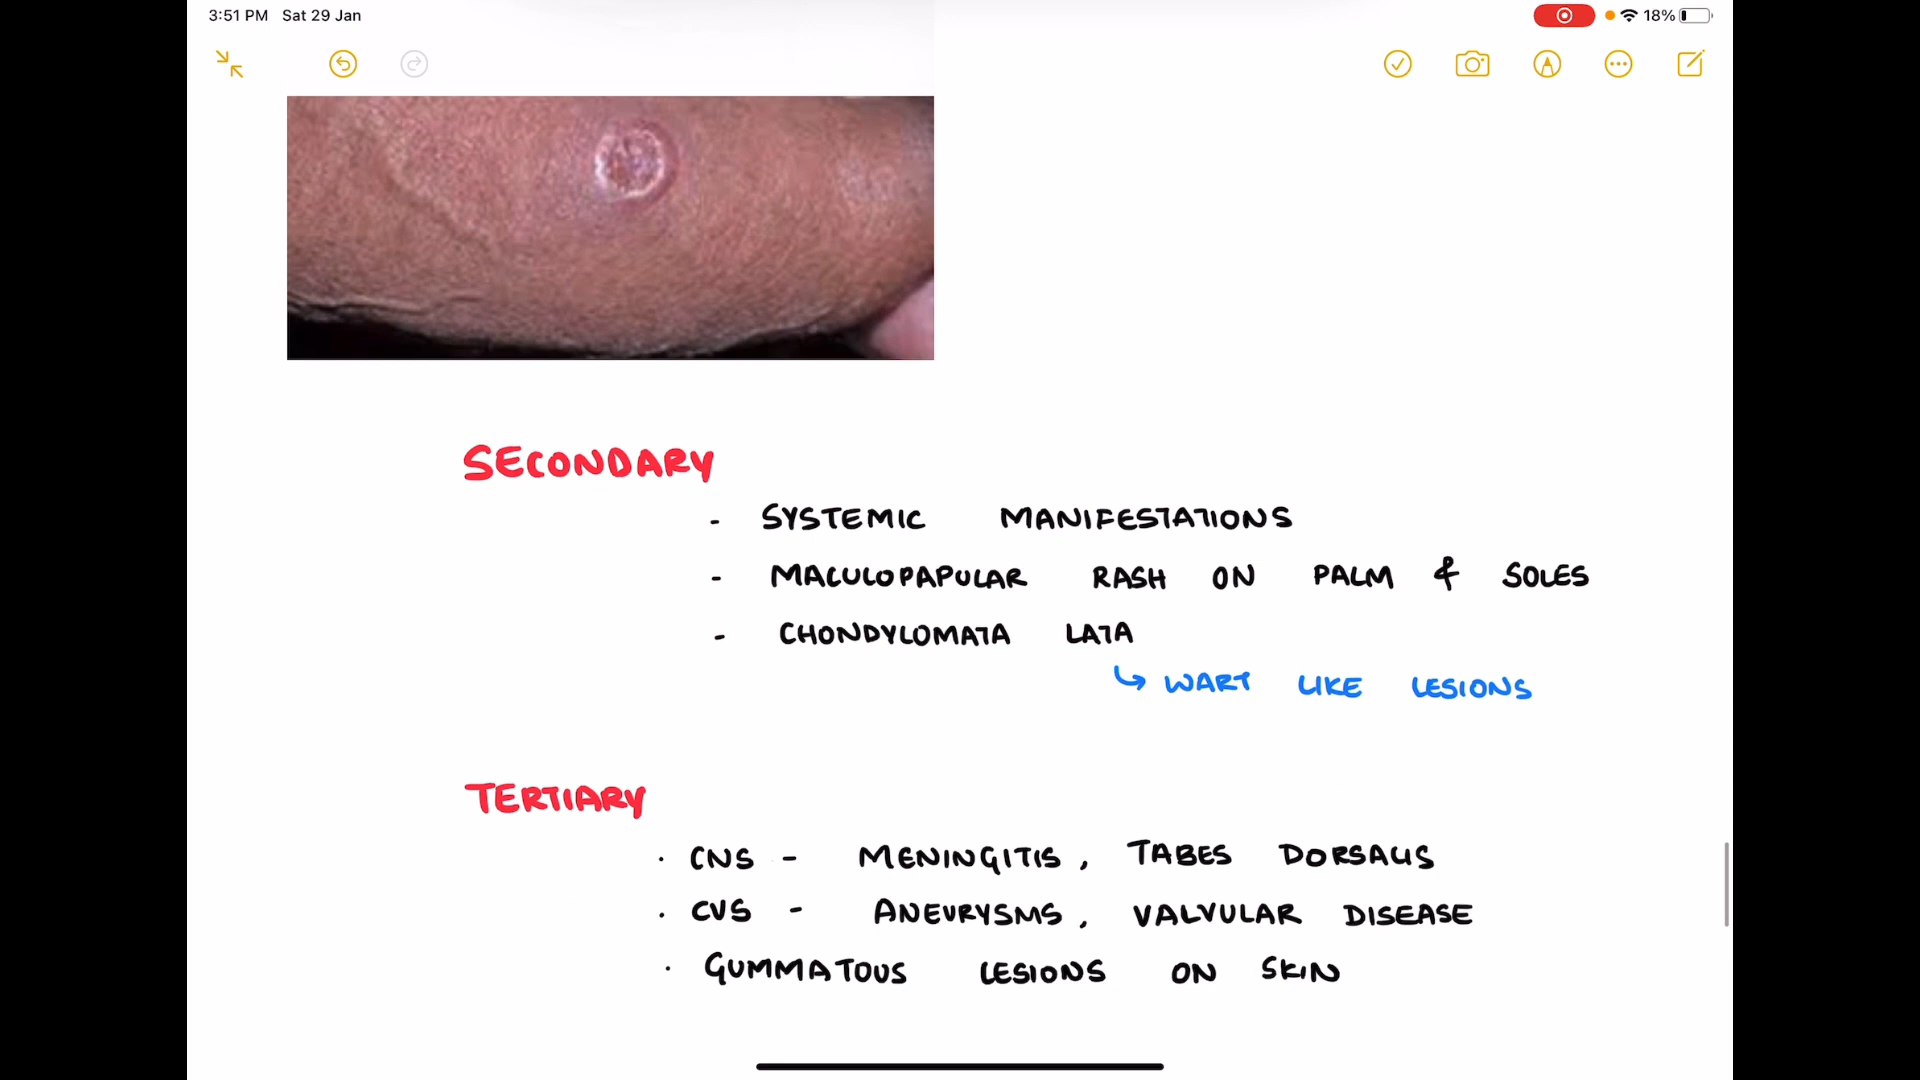 3:51 PM Sat 29 Jan 18%
SECONDARY
- SYSTEMIC MANIFESTATIONS
- MACULOPAPULAR RASH ON PALM & SOLES
- CHONDYLOMATA LATA
↳ WART LIKE LESIONS
TERTIARY
· CNS - MENINGITIS, TABES DORSALIS
· CVS - ANEURYSMS, VALVULAR DISEASE
· GUMMATOUS LESIONS ON SKIN